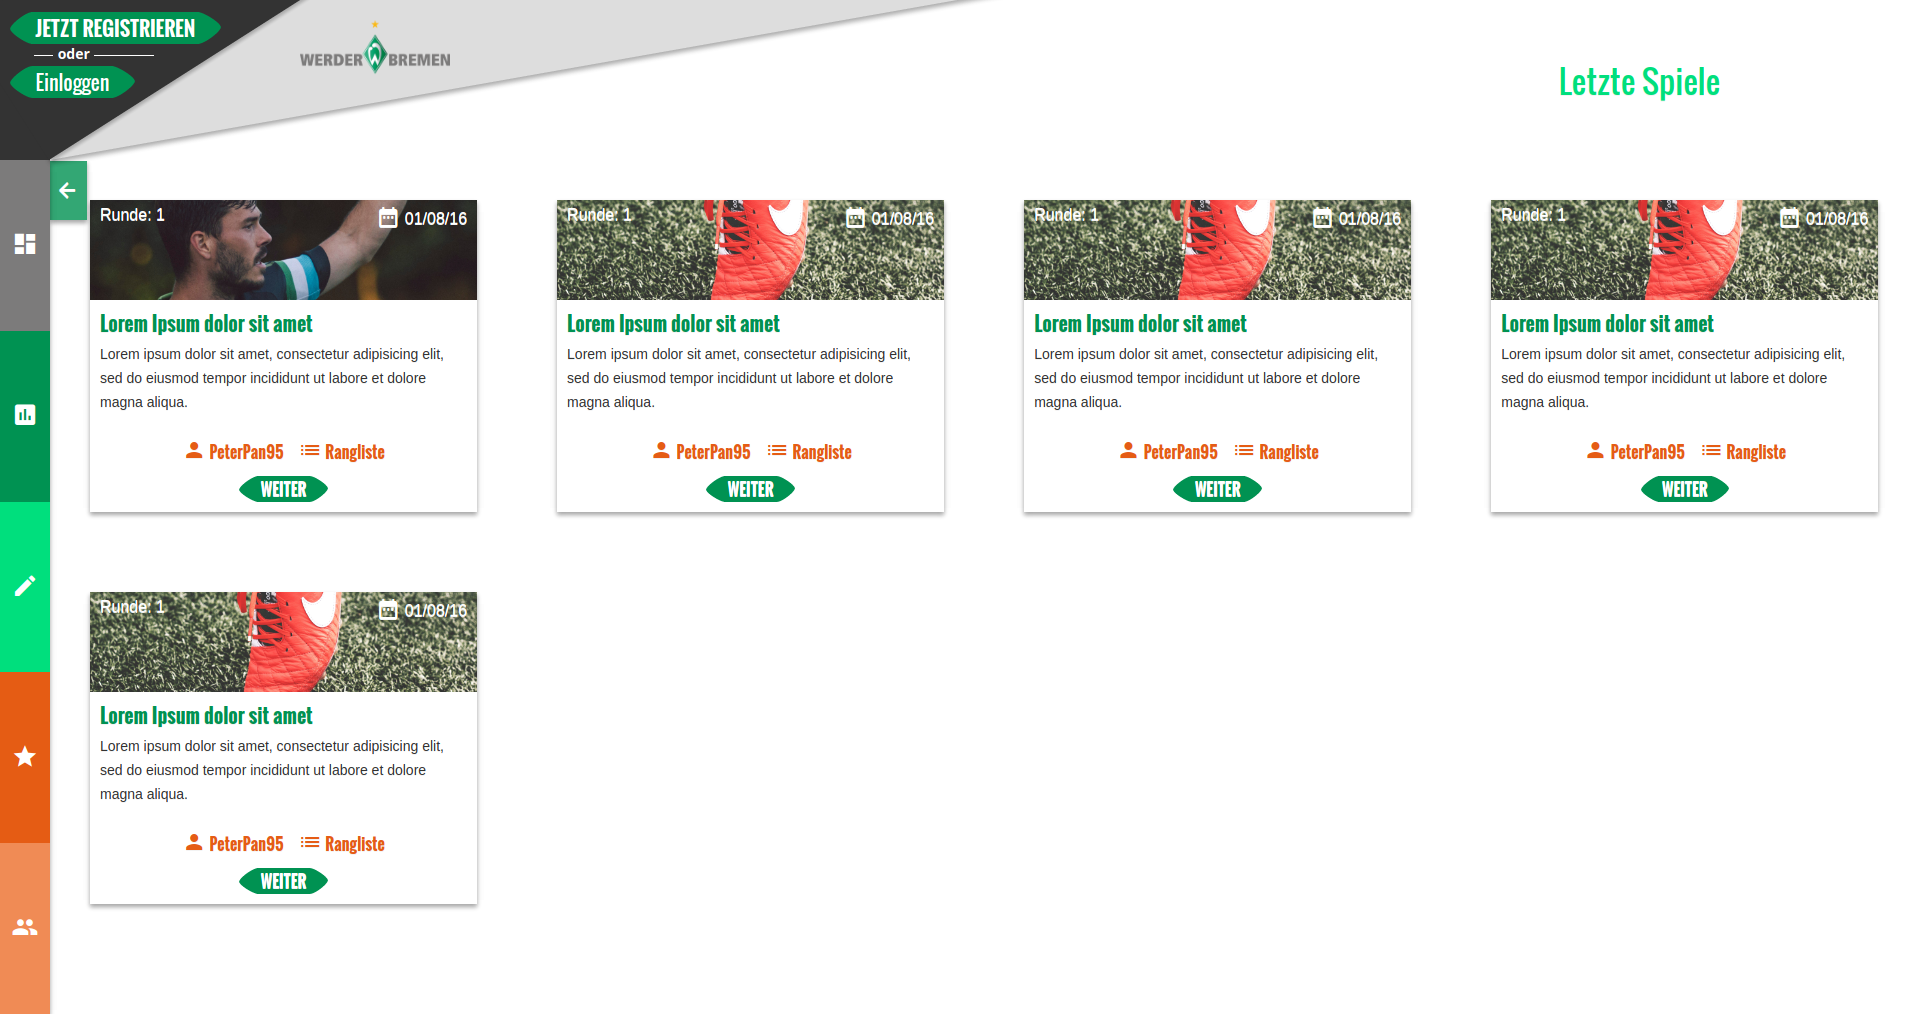 JETZT REGISTRIEREN
oder
Einloggen
WERDER BREMEN
Letzte Spiele
Runde: 1 01/08/16
Lorem Ipsum dolor sit amet
Lorem ipsum dolor sit amet, consectetur adipisicing elit,
sed do eiusmod tempor incididunt ut labore et dolore
magna aliqua.
PeterPan95 Rangliste
WEITER
Runde: 1 01/08/16
Lorem Ipsum dolor sit amet
Lorem ipsum dolor sit amet, consectetur adipisicing elit,
sed do eiusmod tempor incididunt ut labore et dolore
magna aliqua.
PeterPan95 Rangliste
WEITER
Runde: 1 01/08/16
Lorem Ipsum dolor sit amet
Lorem ipsum dolor sit amet, consectetur adipisicing elit,
sed do eiusmod tempor incididunt ut labore et dolore
magna aliqua.
PeterPan95 Rangliste
WEITER
Runde: 1 01/08/16
Lorem Ipsum dolor sit amet
Lorem ipsum dolor sit amet, consectetur adipisicing elit,
sed do eiusmod tempor incididunt ut labore et dolore
magna aliqua.
PeterPan95 Rangliste
WEITER
Runde: 1 01/08/16
Lorem Ipsum dolor sit amet
Lorem ipsum dolor sit amet, consectetur adipisicing elit,
sed do eiusmod tempor incididunt ut labore et dolore
magna aliqua.
PeterPan95 Rangliste
WEITER